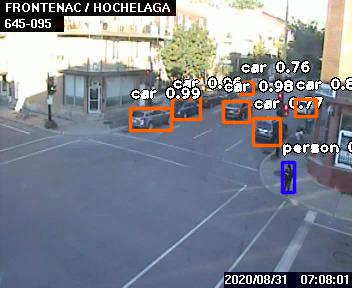 FRONTENAC / HOCHELAGA
645-095
car 0.76
car 0.99
car 0.98
car 0.77
person
2020/08/31 07:08:01